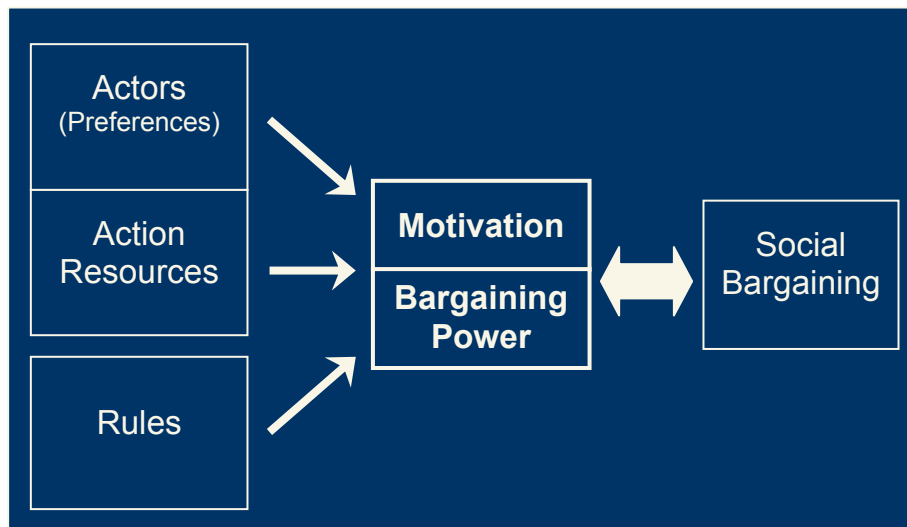 Actors
(Preferences)
Action
Resources
Rules
Motivation
Bargaining
Power
Social
Bargaining